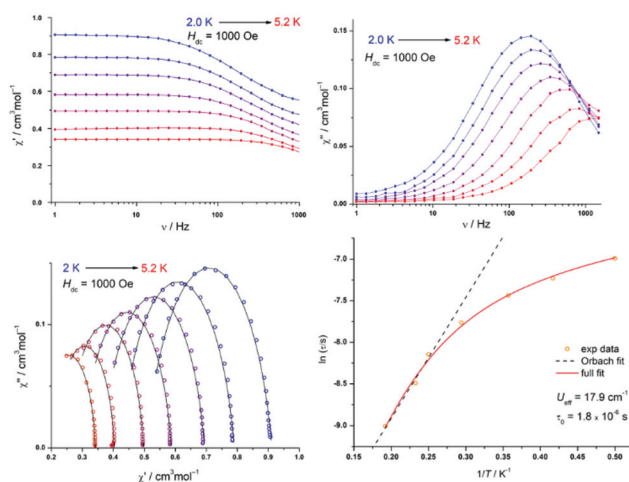 2.0 K → 5.2 K
H_dc = 1000 Oe
χ' / cm³mol⁻¹
1.0
0.8
0.6
0.4
0.2
0.0
1 10 100 1000
ν / Hz
2.0 K → 5.2 K
H_dc = 1000 Oe
χ" / cm³mol⁻¹
0.15
0.10
0.05
0.00
1 10 100 1000
ν / Hz
2 K → 5.2 K
H_dc = 1000 Oe
χ" / cm³mol⁻¹
0.1
0.0
0.2 0.3 0.4 0.5 0.6 0.7 0.8 0.9 1.0
χ' / cm³mol⁻¹
ln (τ/s)
-7.0
-7.5
-8.0
-8.5
-9.0
exp data
Orbach fit
full fit
U_eff = 17.9 cm⁻¹
τ₀ = 1.8 x 10⁻⁶ s
0.20 0.25 0.30 0.35 0.40 0.45 0.50
1/T / K⁻¹